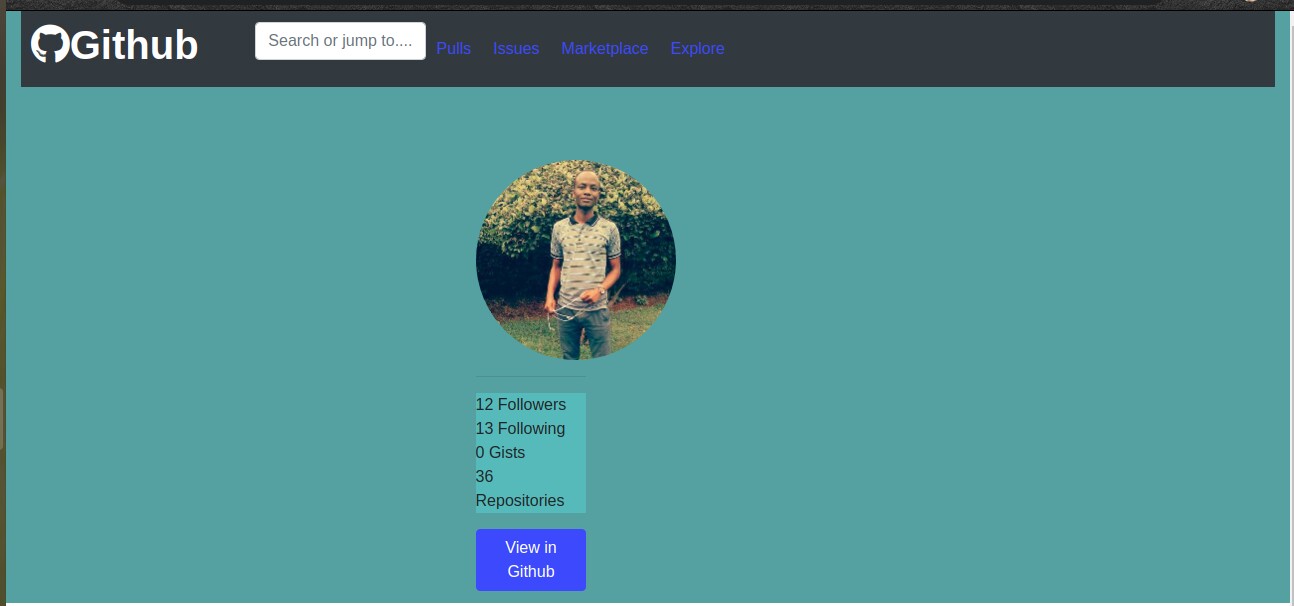 Github
Search or jump to....
Pulls Issues Marketplace Explore
12 Followers
13 Following
0 Gists
36
Repositories
View in
Github